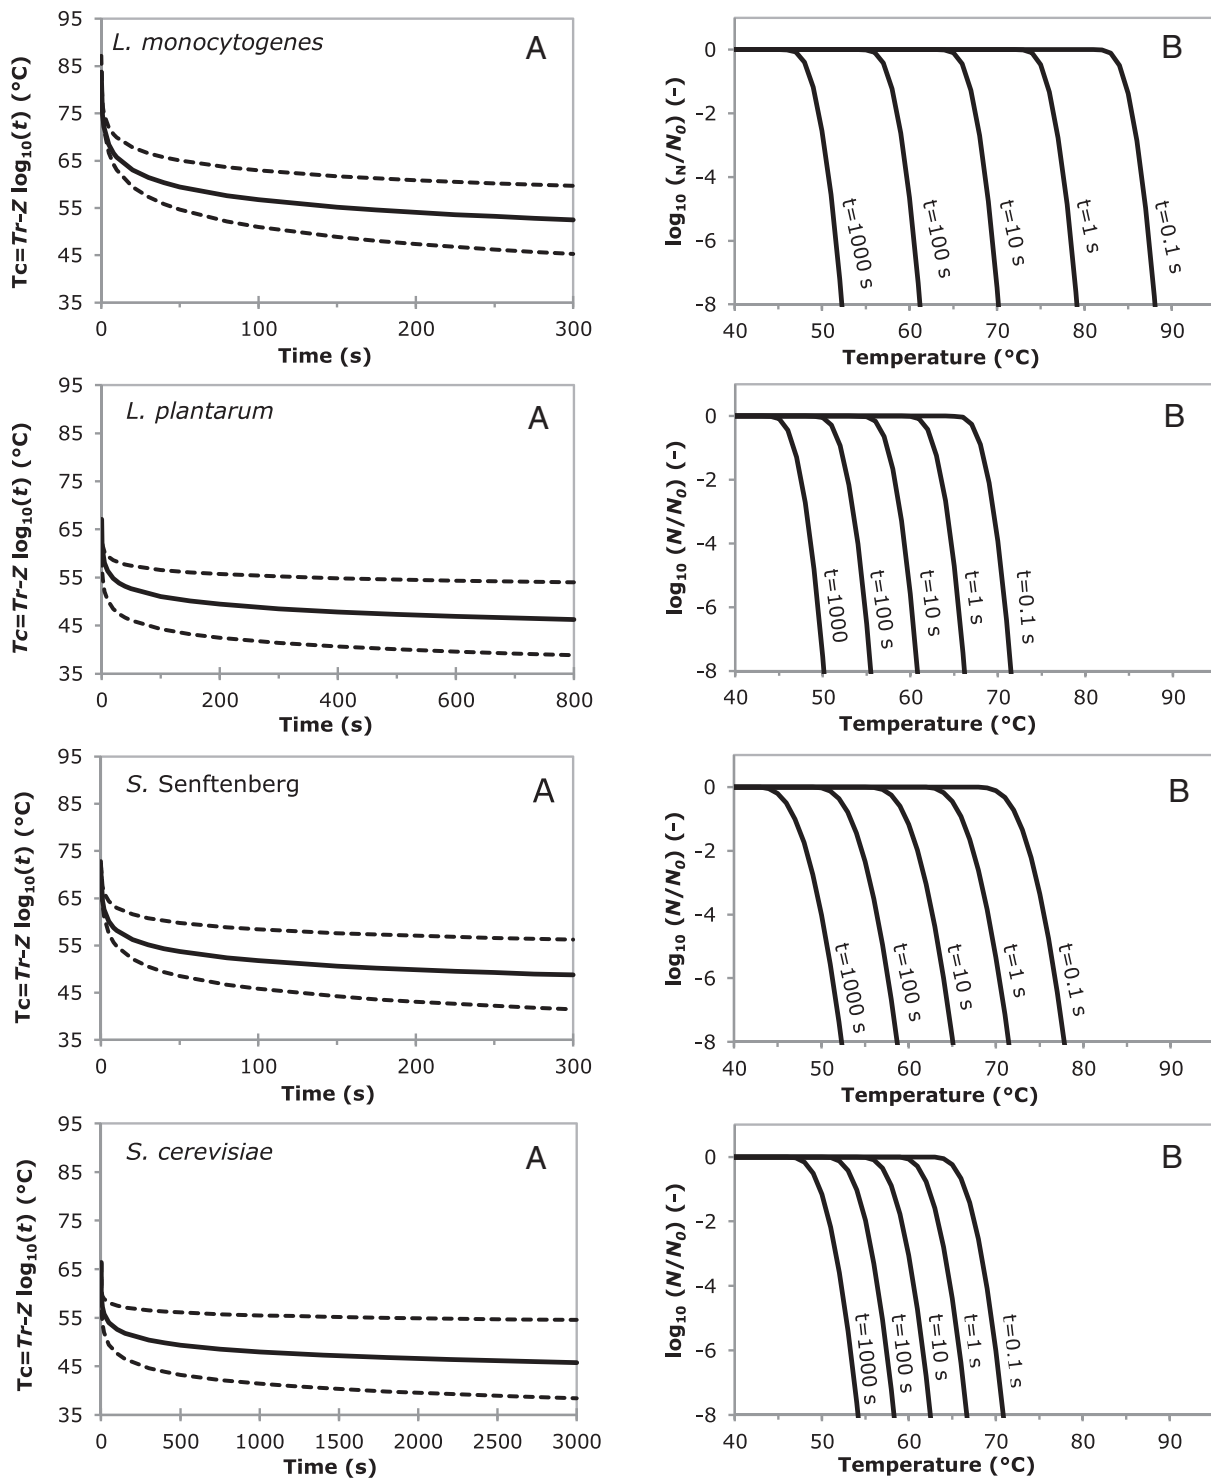 L. monocytogenes
A
Tc=Tr-Z log10(t) (°C)
95
85
75
65
55
45
35
0
100
200
300
Time (s)
B
log10 (N/N0) (-)
0
-2
-4
-6
-8
t=1000 s
t=100 s
t=10 s
t=1 s
t=0.1 s
40
50
60
70
80
90
Temperature (°C)
L. plantarum
A
Tc=Tr-Z log10(t) (°C)
95
85
75
65
55
45
35
0
200
400
600
800
Time (s)
B
log10 (N/N0) (-)
0
-2
-4
-6
-8
t=1000
t=100 s
t=10 s
t=1 s
t=0.1 s
40
50
60
70
80
90
Temperature (°C)
S. Senftenberg
A
Tc=Tr-Z log10(t) (°C)
95
85
75
65
55
45
35
0
100
200
300
Time (s)
B
log10 (N/N0) (-)
0
-2
-4
-6
-8
t=1000 s
t=100 s
t=10 s
t=1 s
t=0.1 s
40
50
60
70
80
90
Temperature (°C)
S. cerevisiae
A
Tc=Tr-Z log10(t) (°C)
95
85
75
65
55
45
35
0
500
1000
1500
2000
2500
3000
Time (s)
B
log10 (N/N0) (-)
0
-2
-4
-6
-8
t=1000 s
t=100 s
t=10 s
t=1 s
t=0.1 s
40
50
60
70
80
90
Temperature (°C)